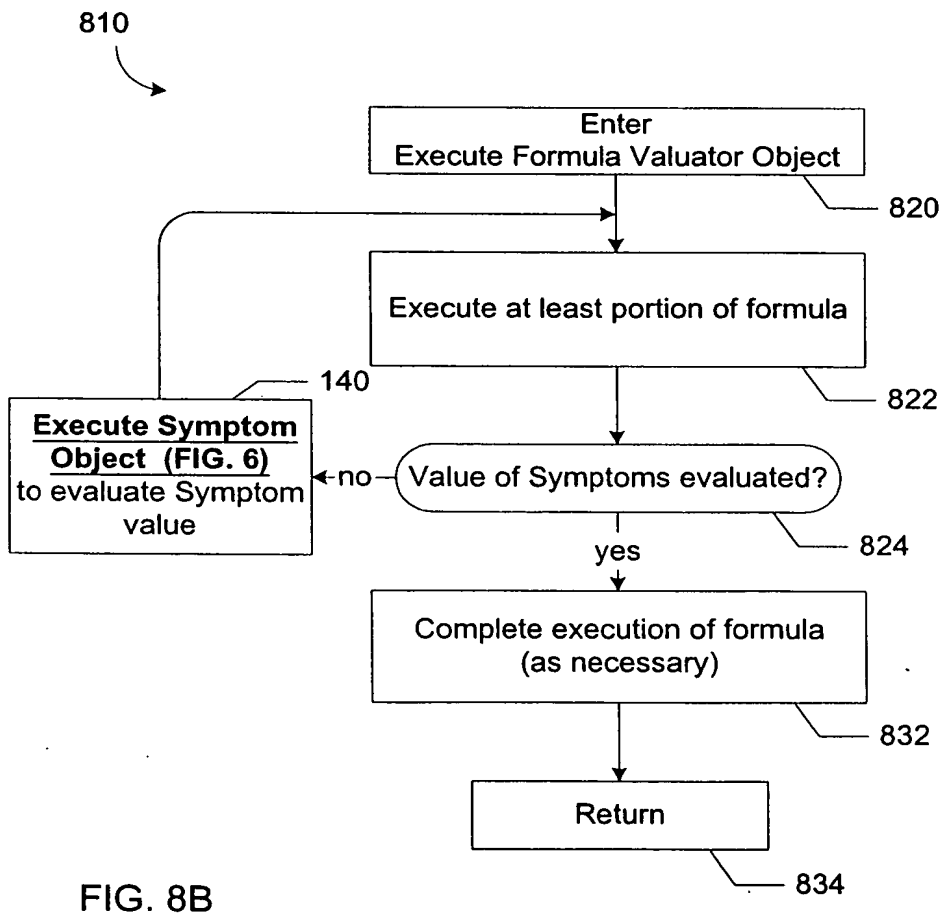 810
Enter
Execute Formula Valuator Object
820
Execute at least portion of formula
822
140
Execute Symptom
Object (FIG. 6)
to evaluate Symptom
value
no
Value of Symptoms evaluated?
824
yes
Complete execution of formula
(as necessary)
832
Return
834
FIG. 8B